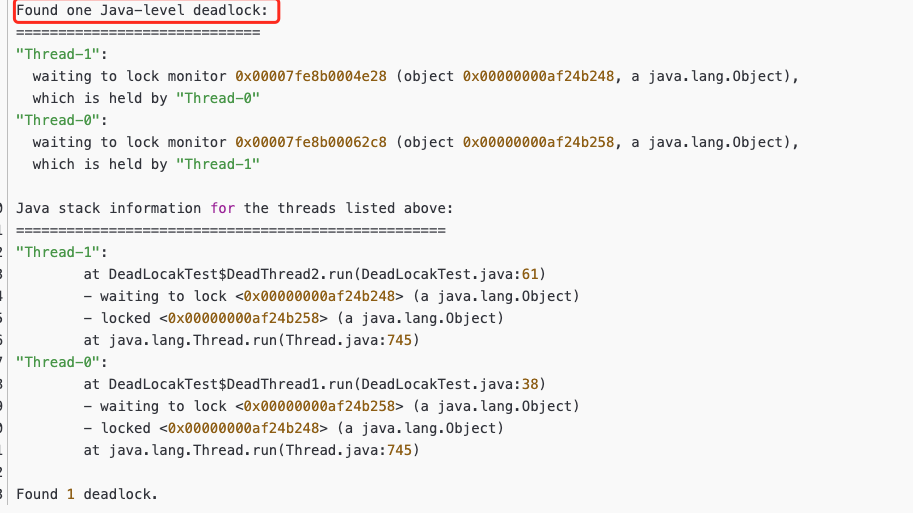 Found one Java-level deadlock:
=============================
"Thread-1":
  waiting to lock monitor 0x00007fe8b0004e28 (object 0x00000000af24b248, a java.lang.Object),
  which is held by "Thread-0"
"Thread-0":
  waiting to lock monitor 0x00007fe8b00062c8 (object 0x00000000af24b258, a java.lang.Object),
  which is held by "Thread-1"
Java stack information for the threads listed above:
===================================================
"Thread-1":
        at DeadLocakTest$DeadThread2.run(DeadLocakTest.java:61)
        - waiting to lock <0x00000000af24b248> (a java.lang.Object)
        - locked <0x00000000af24b258> (a java.lang.Object)
        at java.lang.Thread.run(Thread.java:745)
"Thread-0":
        at DeadLocakTest$DeadThread1.run(DeadLocakTest.java:38)
        - waiting to lock <0x00000000af24b258> (a java.lang.Object)
        - locked <0x00000000af24b248> (a java.lang.Object)
        at java.lang.Thread.run(Thread.java:745)
Found 1 deadlock.